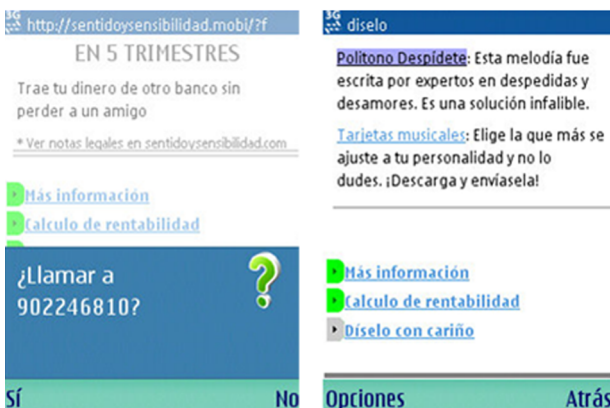 3G http://sentidoysensibilidad.mobi/?f
EN 5 TRIMESTRES
Trae tu dinero de otro banco sin
perder a un amigo
* Ver notas legales en sentidoysensibilidad.com
Más información
Calculo de rentabilidad
¿Llamar a
902246810?
Sí No
3G diselo
Politono Despídete: Esta melodía fue
escrita por expertos en despedidas y
desamores. Es una solución infalible.
Tarjetas musicales: Elige la que más se
ajuste a tu personalidad y no lo
dudes. ¡Descarga y envíasela!
Más información
Calculo de rentabilidad
Díselo con cariño
Opciones Atrás